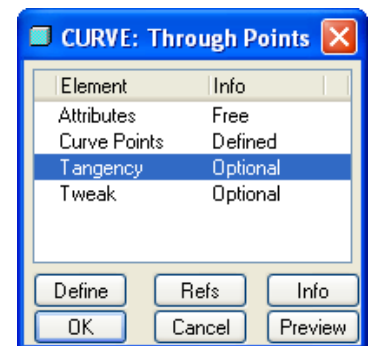 CURVE: Through Points
Element Info
Attributes Free
Curve Points Defined
Tangency Optional
Tweak Optional
Define Refs Info
OK Cancel Preview